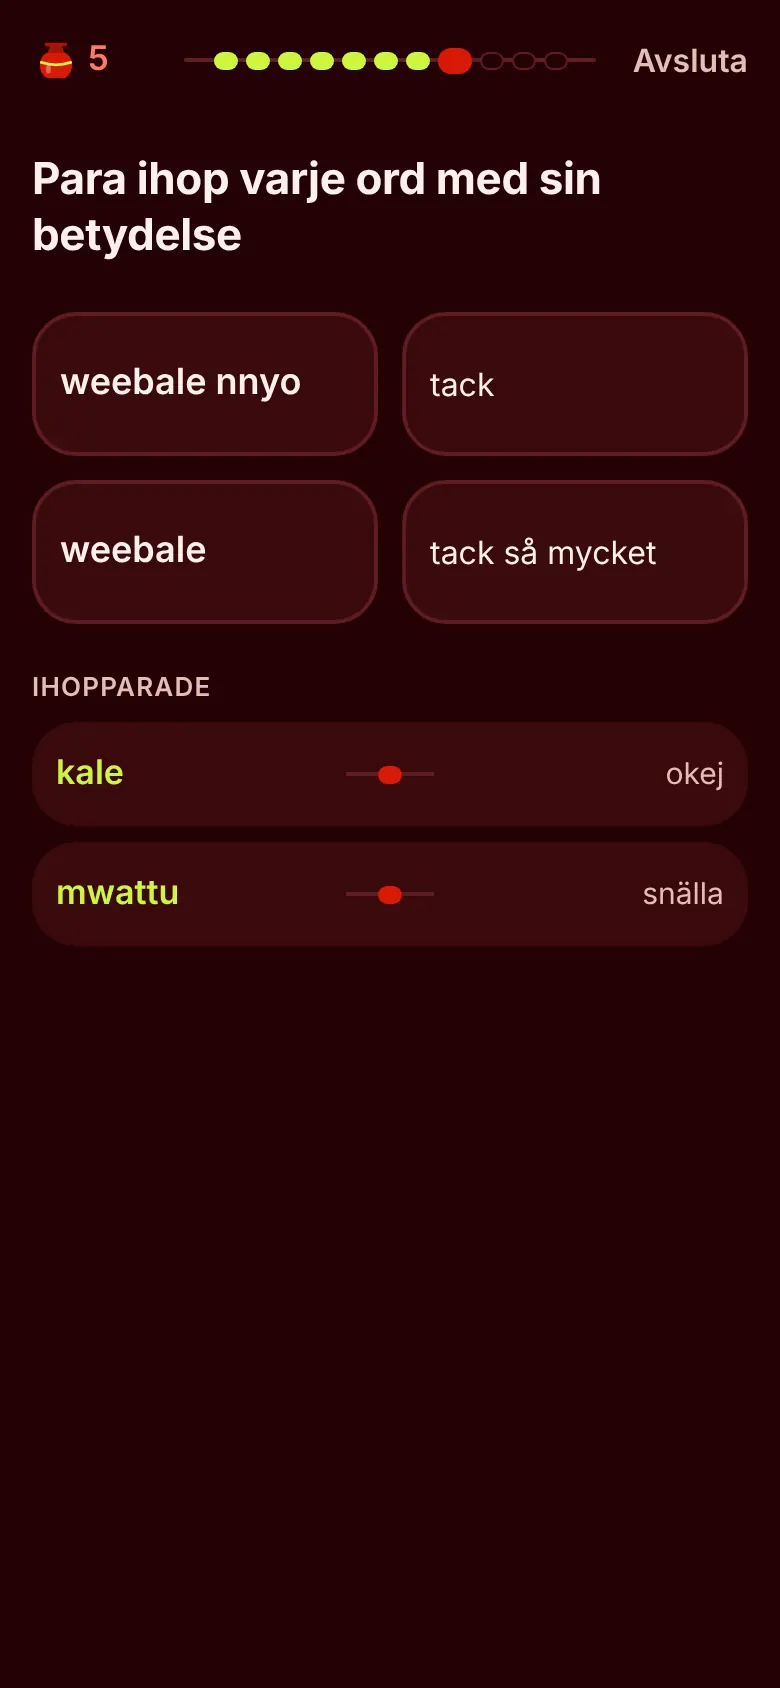 5
Avsluta
Para ihop varje ord med sin
betydelse
weebale nnyo
tack
weebale
tack så mycket
IHOPPARADE
kale
okej
mwattu
snälla